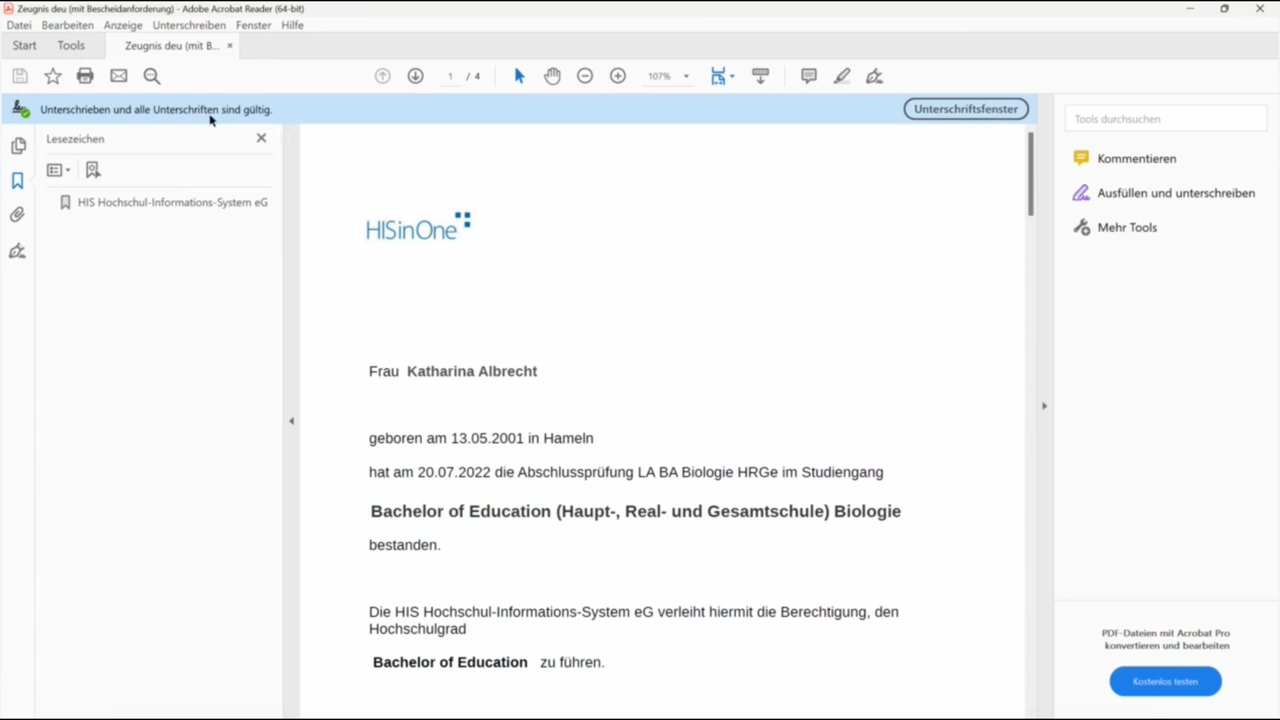 Zeugnis deu (mit Bescheidanforderung) - Adobe Acrobat Reader (64-bit)
Datei Bearbeiten Anzeige Unterschreiben Fenster Hilfe
Start Tools Zeugnis deu (mit B... ×
1 / 4 107%
Unterschrieben und alle Unterschriften sind gültig.
Unterschriftsfenster
Lesezeichen
HIS Hochschul-Informations-System eG
HISinOne
Frau Katharina Albrecht
geboren am 13.05.2001 in Hameln
hat am 20.07.2022 die Abschlussprüfung LA BA Biologie HRGe im Studiengang
Bachelor of Education (Haupt-, Real- und Gesamtschule) Biologie
bestanden.
Die HIS Hochschul-Informations-System eG verleiht hiermit die Berechtigung, den
Hochschulgrad
Bachelor of Education zu führen.
Tools durchsuchen
Kommentieren
Ausfüllen und unterschreiben
Mehr Tools
PDF-Dateien mit Acrobat Pro
konvertieren und bearbeiten
Kostenlos testen